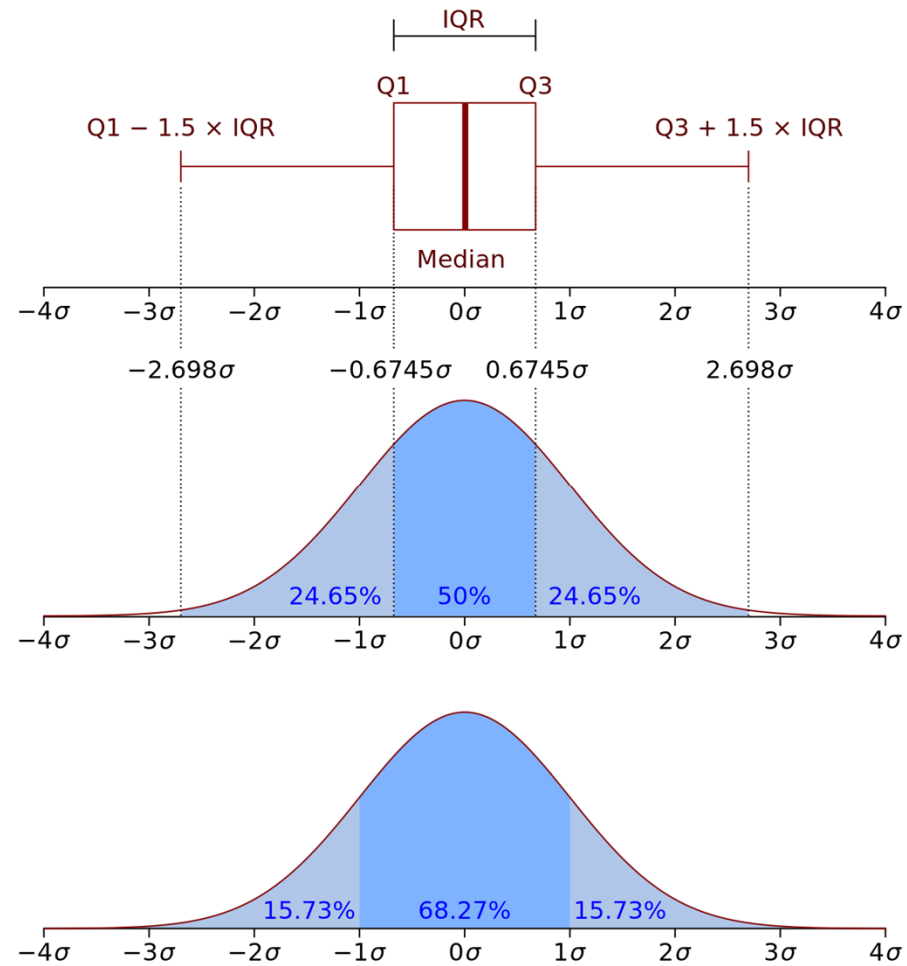 IQR
Q1 Q3
Q1 − 1.5 × IQR Q3 + 1.5 × IQR
Median
−4σ −3σ −2σ −1σ 0σ 1σ 2σ 3σ 4σ
−2.698σ −0.6745σ 0.6745σ 2.698σ
24.65% 50% 24.65%
−4σ −3σ −2σ −1σ 0σ 1σ 2σ 3σ 4σ
15.73% 68.27% 15.73%
−4σ −3σ −2σ −1σ 0σ 1σ 2σ 3σ 4σ